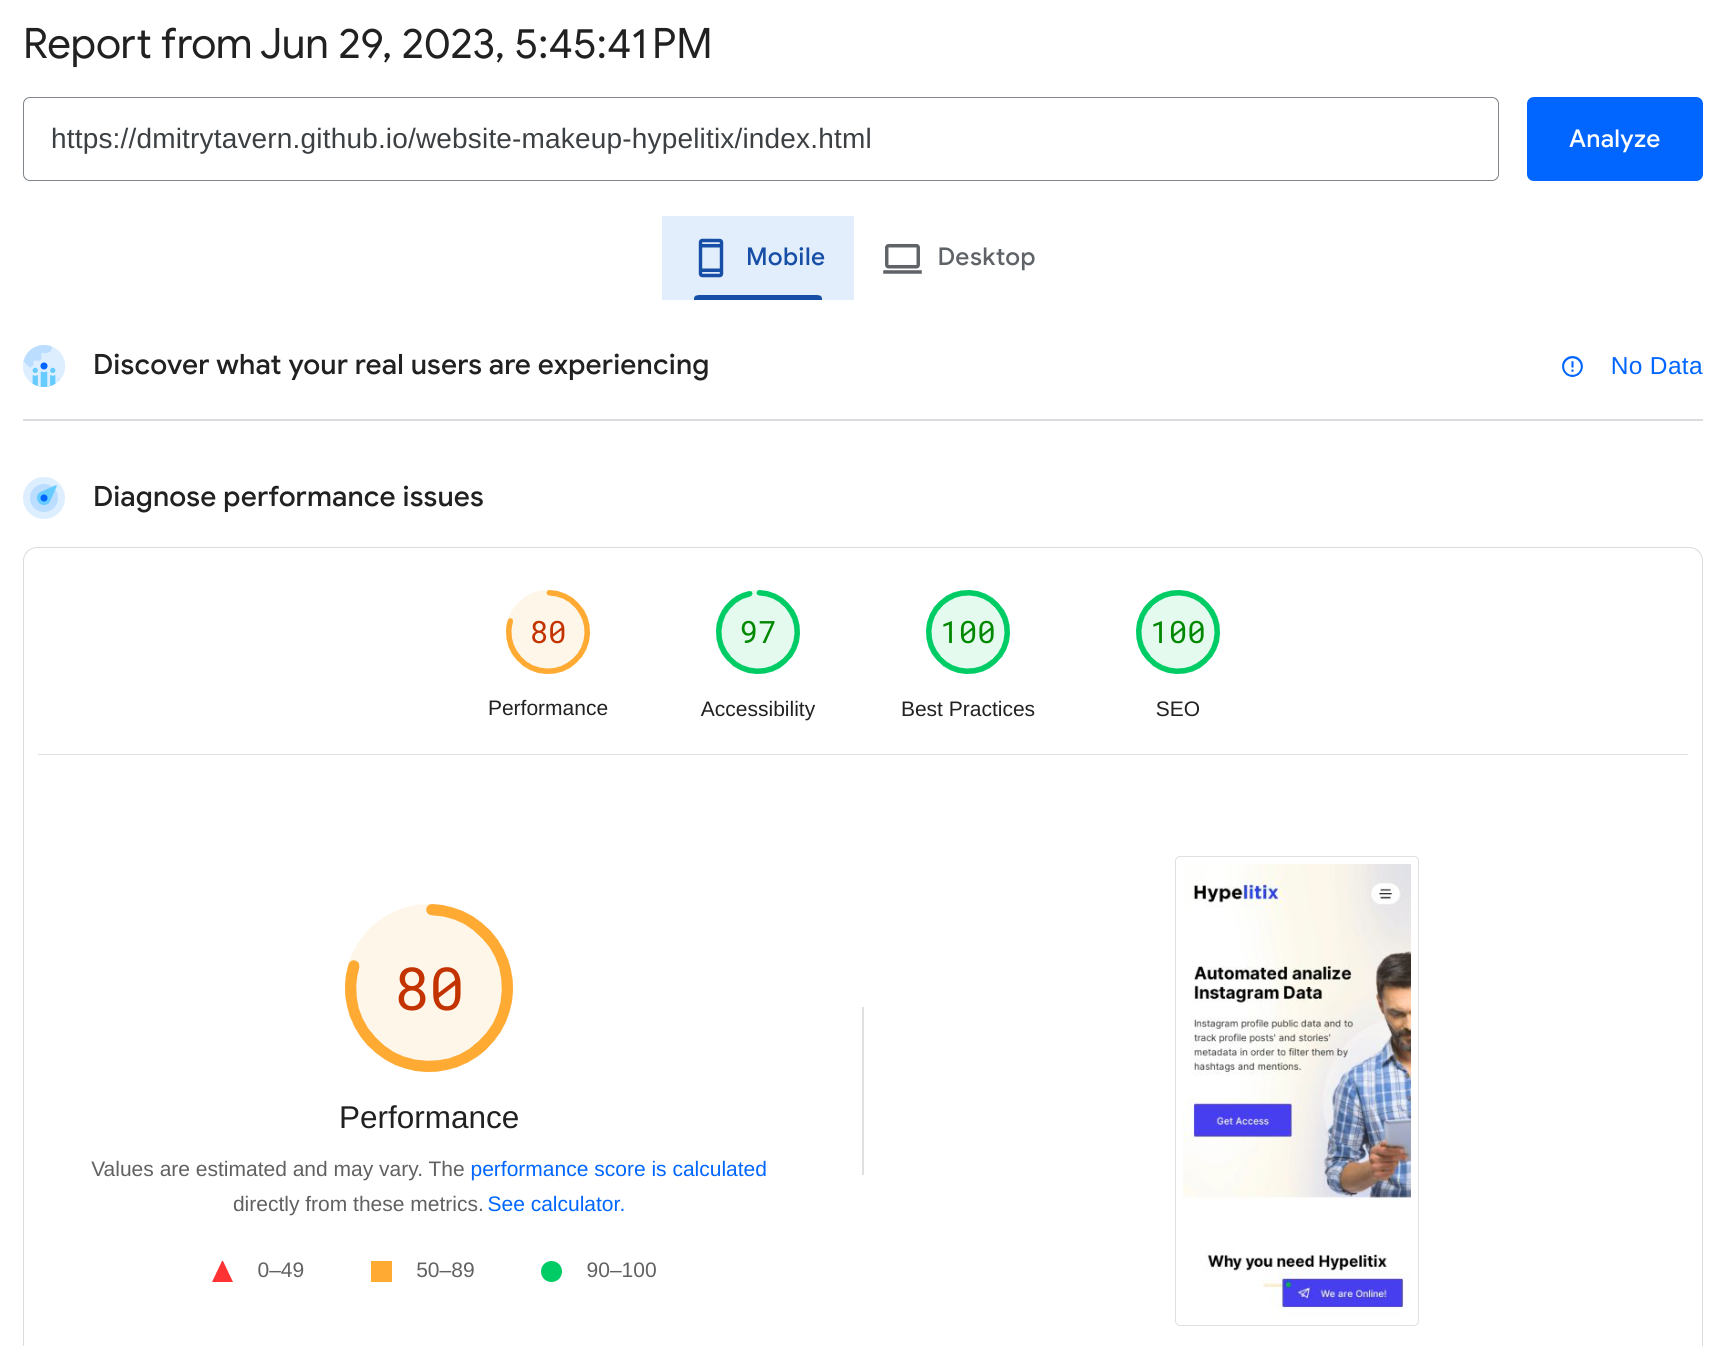 Report from Jun 29, 2023, 5:45:41 PM
https://dmitrytavern.github.io/website-makeup-hypelitix/index.html
Analyze
Mobile
Desktop
Discover what your real users are experiencing
No Data
Diagnose performance issues
80
97
100
100
Performance
Accessibility
Best Practices
SEO
80
Performance
Values are estimated and may vary. The performance score is calculated
directly from these metrics. See calculator.
0–49
50–89
90–100
Hypelitix
Automated analize
Instagram Data
Instagram profile public data and to
track profile posts' and stories'
metadata in order to filter them by
hashtags and mentions.
Get Access
Why you need Hypelitix
We are Online!